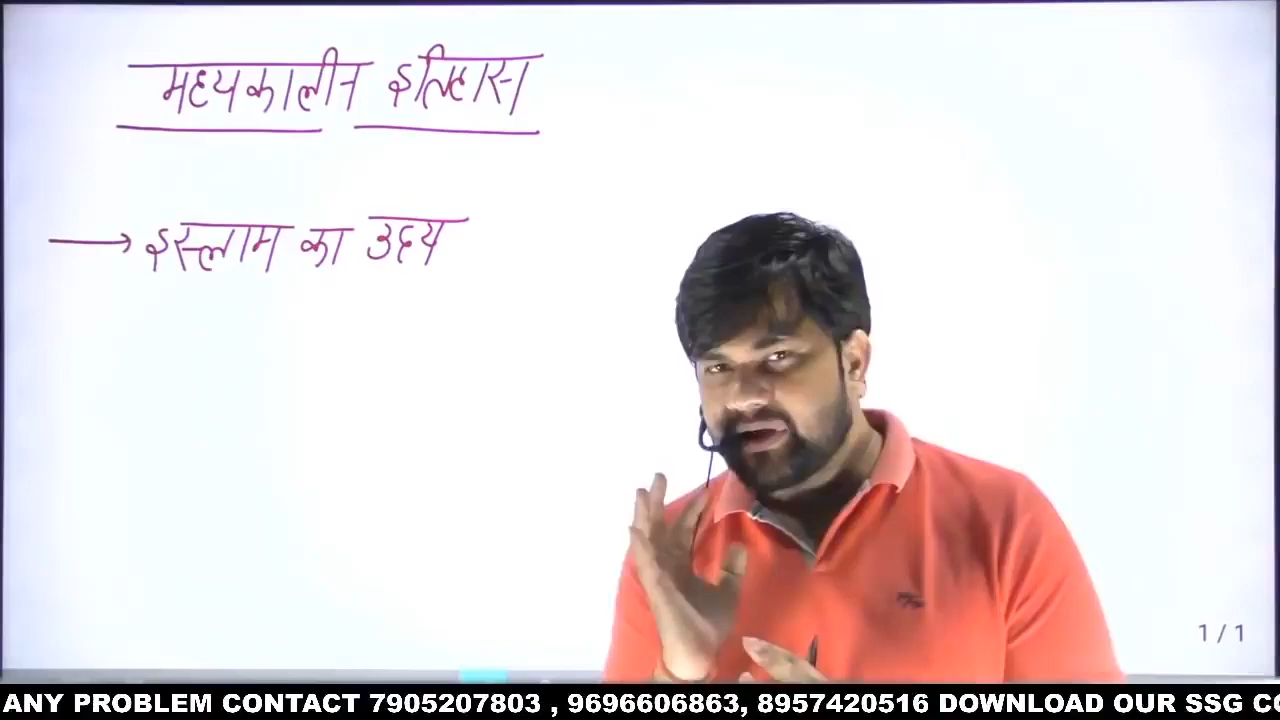 मध्यकालीन इतिहास
→ इस्लाम का उदय
1 / 1
ANY PROBLEM CONTACT 7905207803 , 9696606863, 8957420516 DOWNLOAD OUR SSG